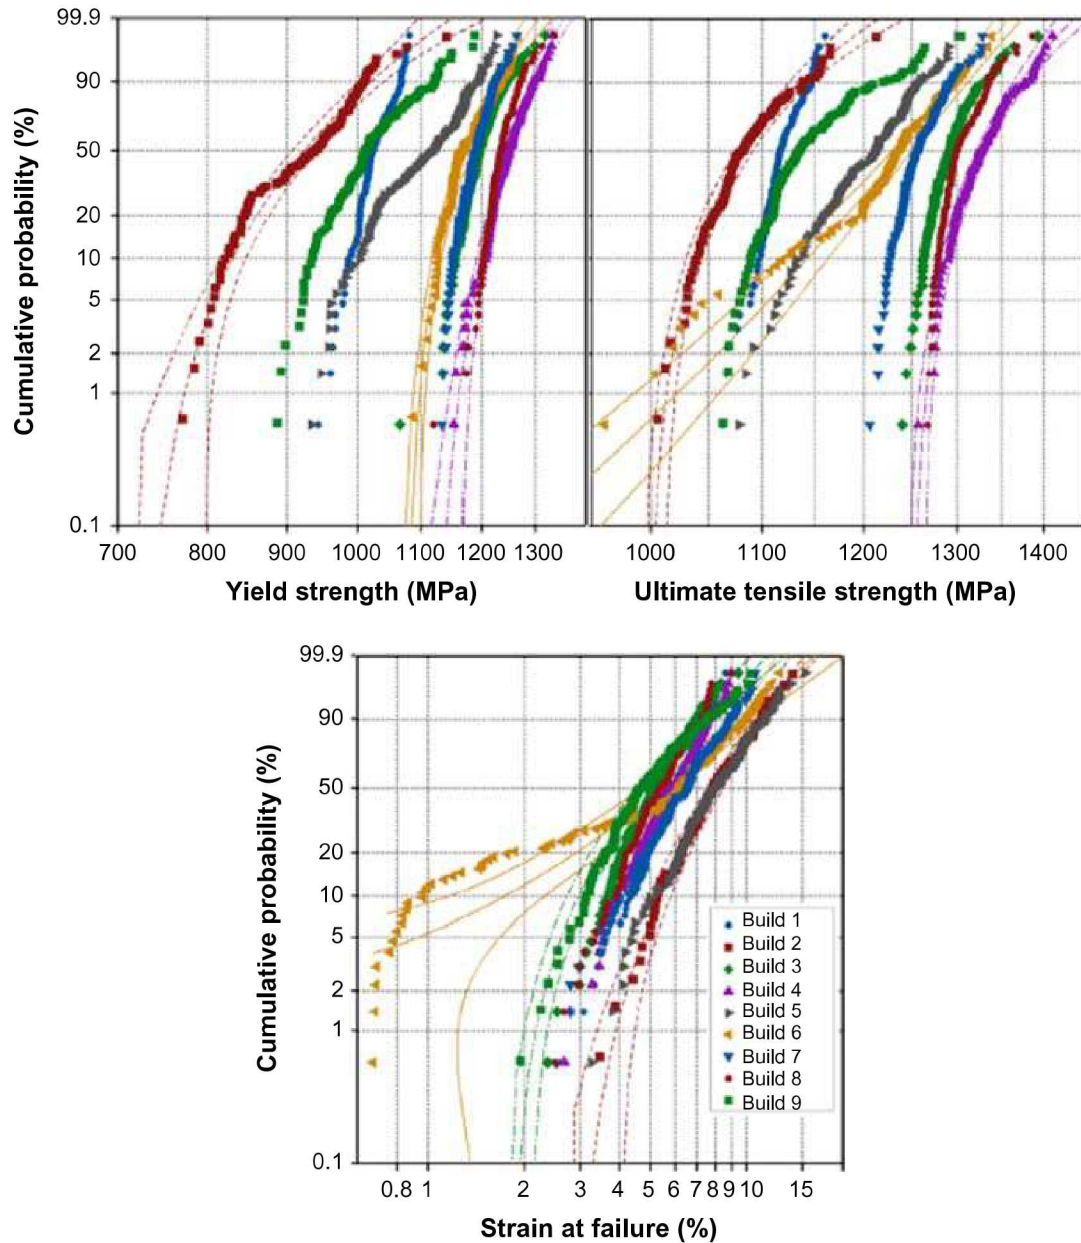 99.9
90
50
20
10
5
2
1
0.1
Cumulative probability (%)
700 800 900 1000 1100 1200 1300
Yield strength (MPa)
1000 1100 1200 1300 1400
Ultimate tensile strength (MPa)
99.9
90
50
20
10
5
2
1
0.1
Cumulative probability (%)
0.8 1 2 3 4 5 6 7 8 9 10 15
Strain at failure (%)
Build 1
Build 2
Build 3
Build 4
Build 5
Build 6
Build 7
Build 8
Build 9